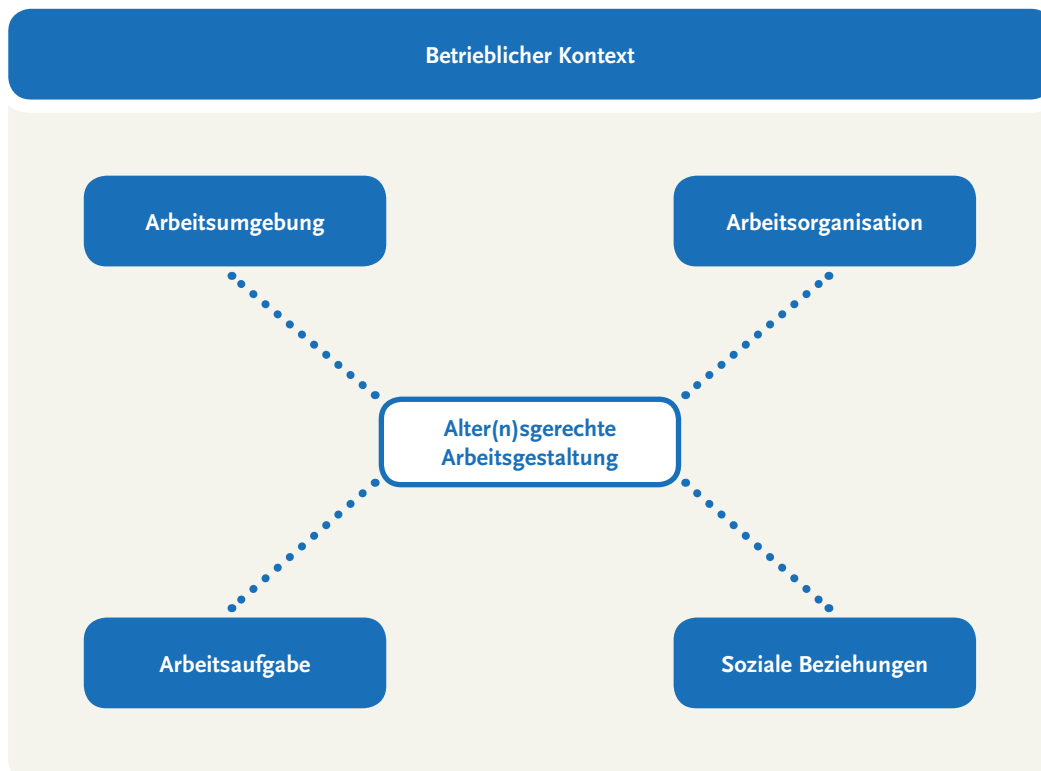 Betrieblicher Kontext
Arbeitsumgebung
Arbeitsorganisation
Alter(n)sgerechte
Arbeitsgestaltung
Arbeitsaufgabe
Soziale Beziehungen